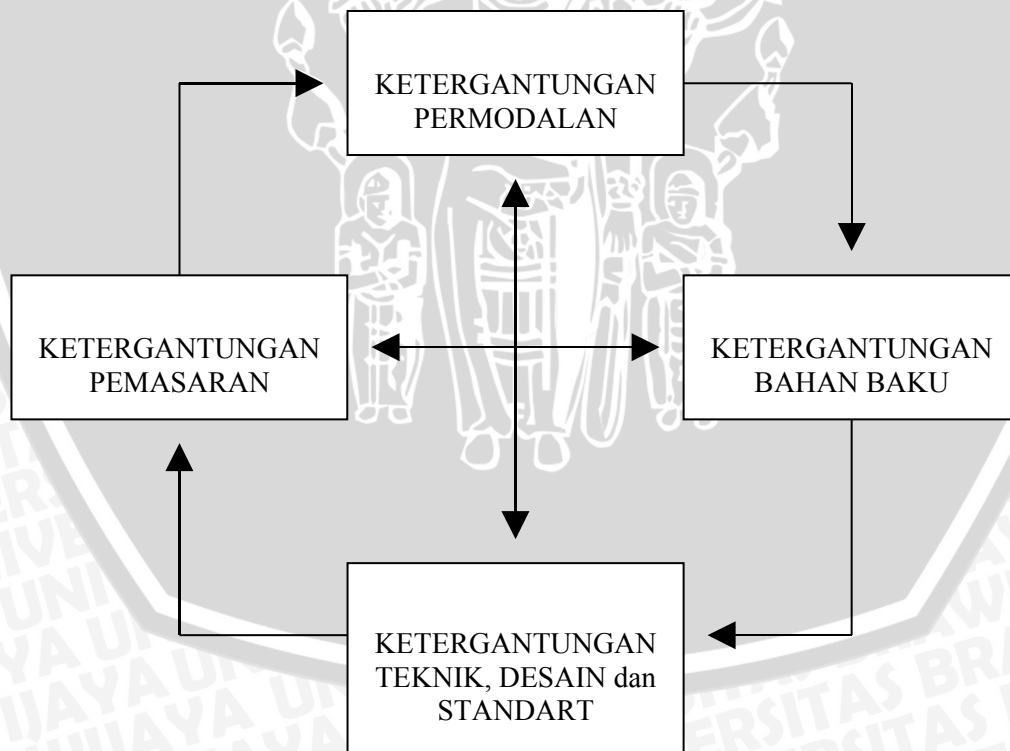 KETERGANTUNGAN
PERMODALAN
KETERGANTUNGAN
PEMASARAN
KETERGANTUNGAN
BAHAN BAKU
KETERGANTUNGAN
TEKNIK, DESAIN dan
STANDART